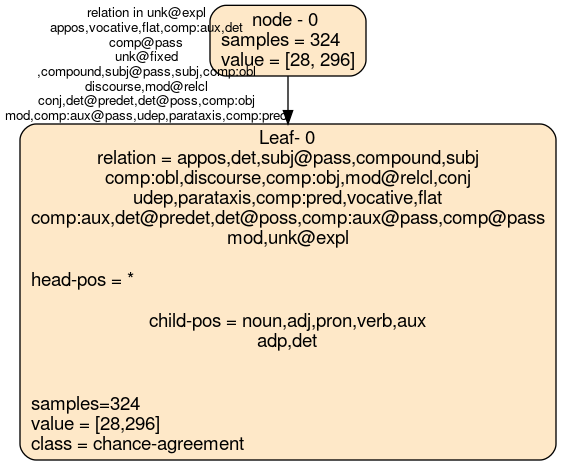 relation in unk@expl
appos,vocative,flat,comp:aux,det
comp@pass
unk@fixed
,compound,subj@pass,subj,comp:obl
discourse,mod@relcl
conj,det@predet,det@poss,comp:obj
mod,comp:aux@pass,udep,parataxis,comp:pred
node - 0
samples = 324
value = [28, 296]
Leaf- 0
relation = appos,det,subj@pass,compound,subj
comp:obl,discourse,comp:obj,mod@relcl,conj
udep,parataxis,comp:pred,vocative,flat
comp:aux,det@predet,det@poss,comp:aux@pass,comp@pass
mod,unk@expl
head-pos = *
child-pos = noun,adj,pron,verb,aux
adp,det
samples=324
value = [28,296]
class = chance-agreement